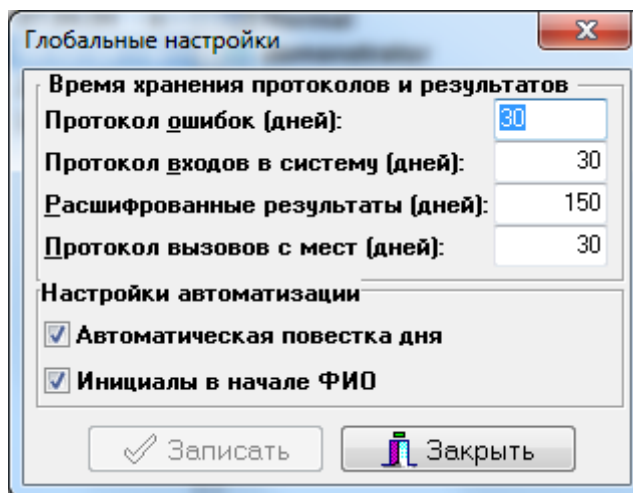 Глобальные настройки
Время хранения протоколов и результатов
Протокол ошибок (дней): 30
Протокол входов в систему (дней): 30
Расшифрованные результаты (дней): 150
Протокол вызовов с мест (дней): 30
Настройки автоматизации
Автоматическая повестка дня
Инициалы в начале ФИО
Записать Закрыть